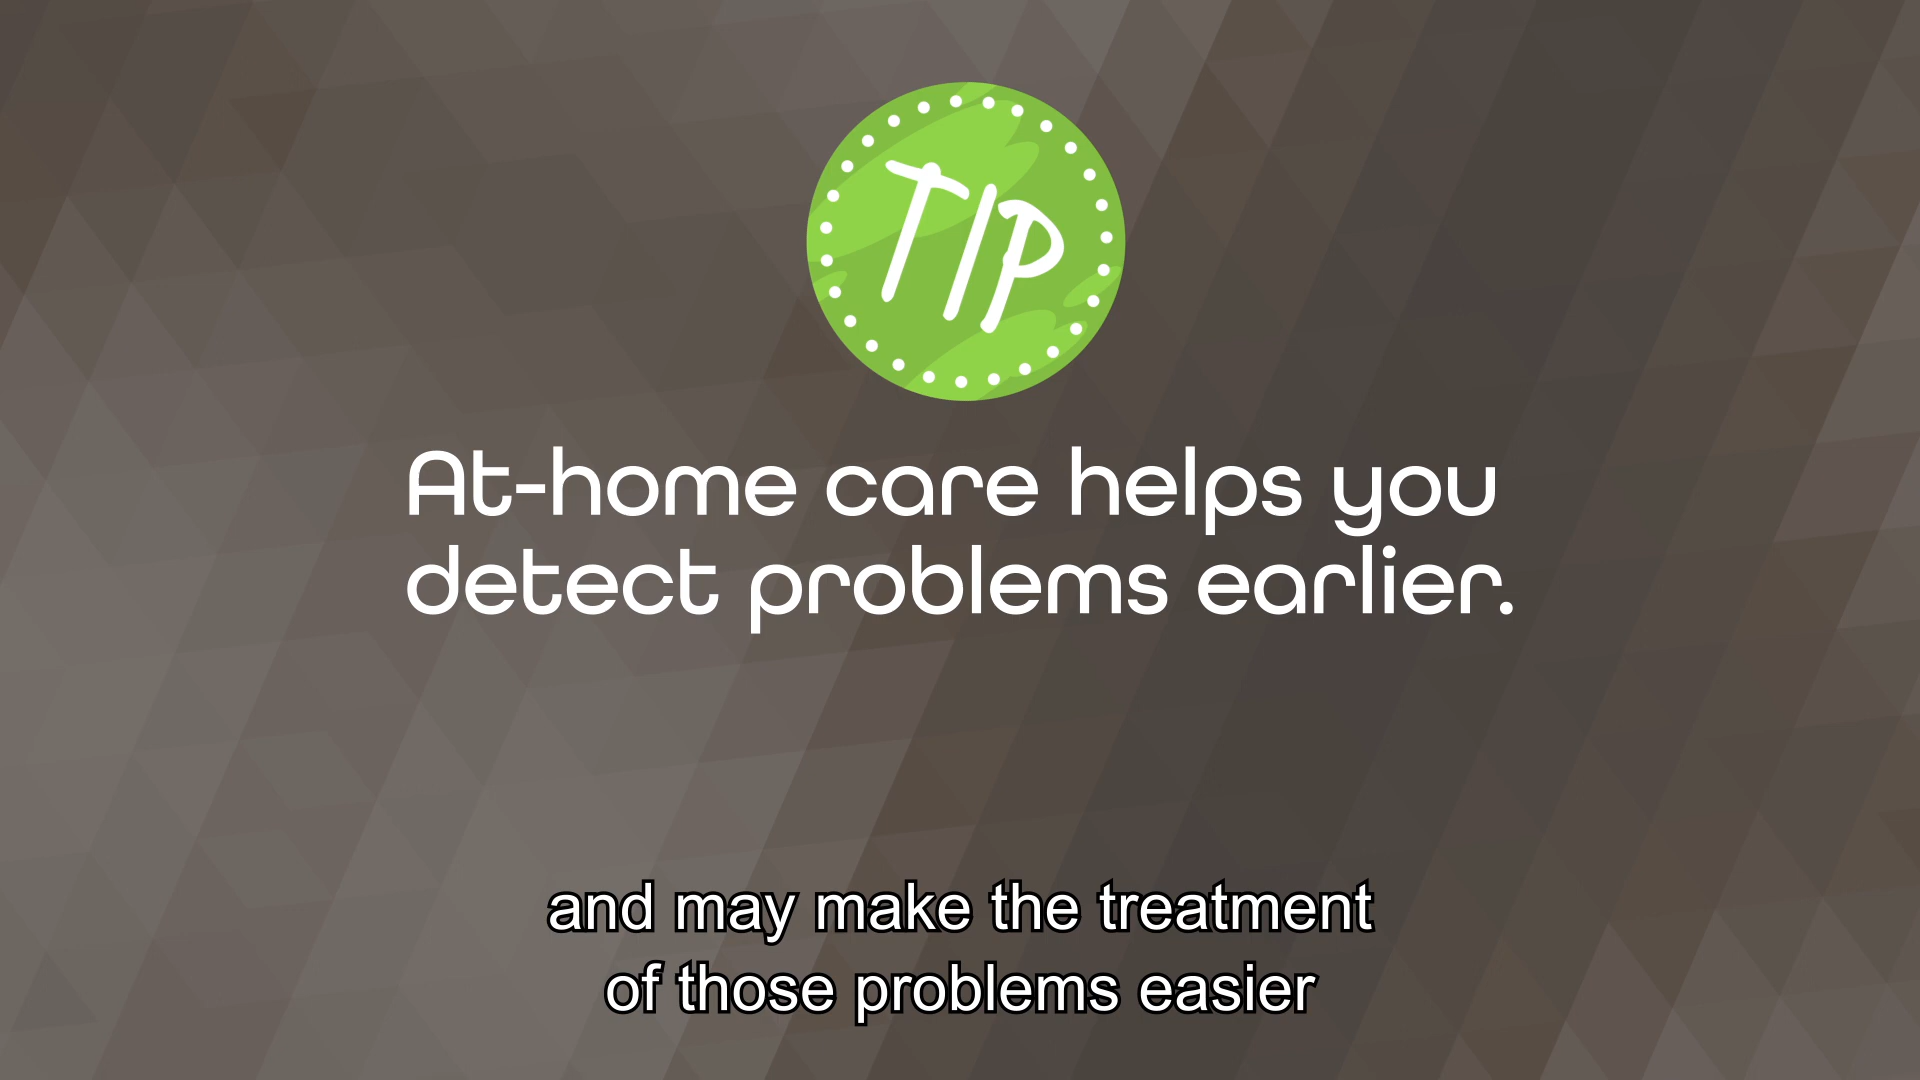 TIP
At-home care helps you
detect problems earlier.
and may make the treatment
of those problems easier